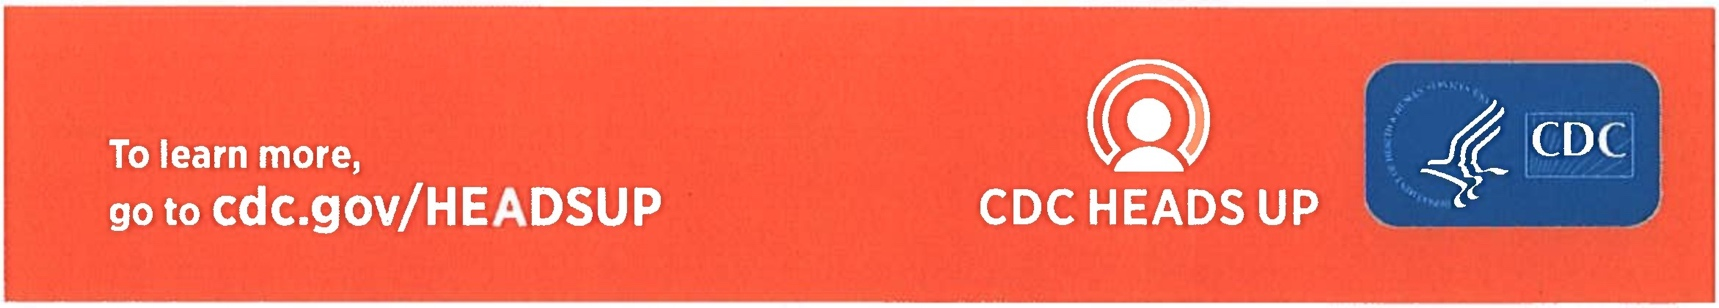 To learn more,
go to cdc.gov/HEADSUP
CDC HEADS UP
CDC